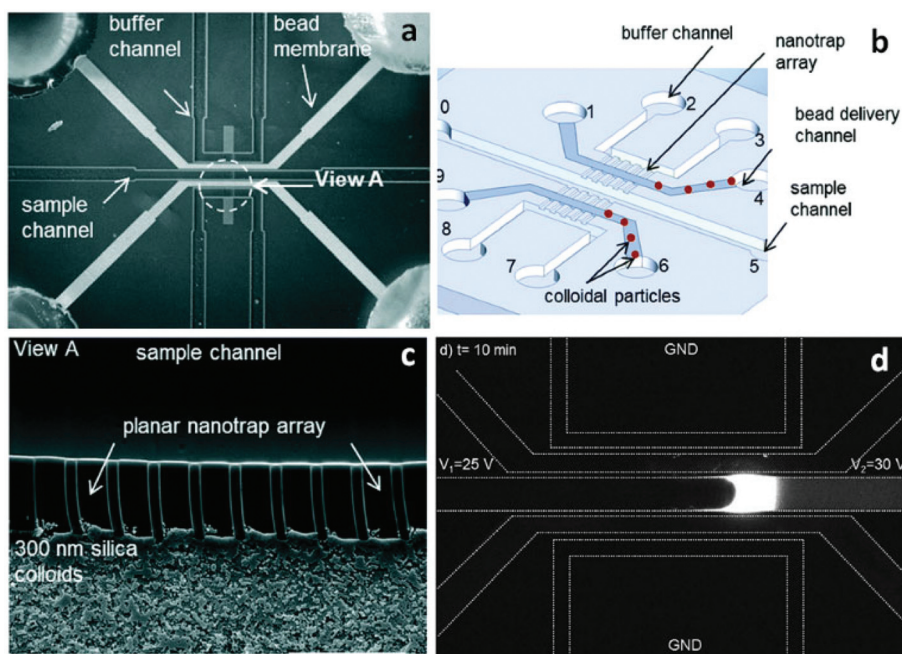 a
buffer
channel
bead
membrane
sample
channel
View A
b
buffer channel
nanotrap
array
bead delivery
channel
sample
channel
colloidal particles
0
1
2
3
4
5
6
7
8
9
View A
sample channel
c
planar nanotrap array
300 nm silica
colloids
d) t= 10 min
GND
d
V₁=25 V
V₂=30 V
GND